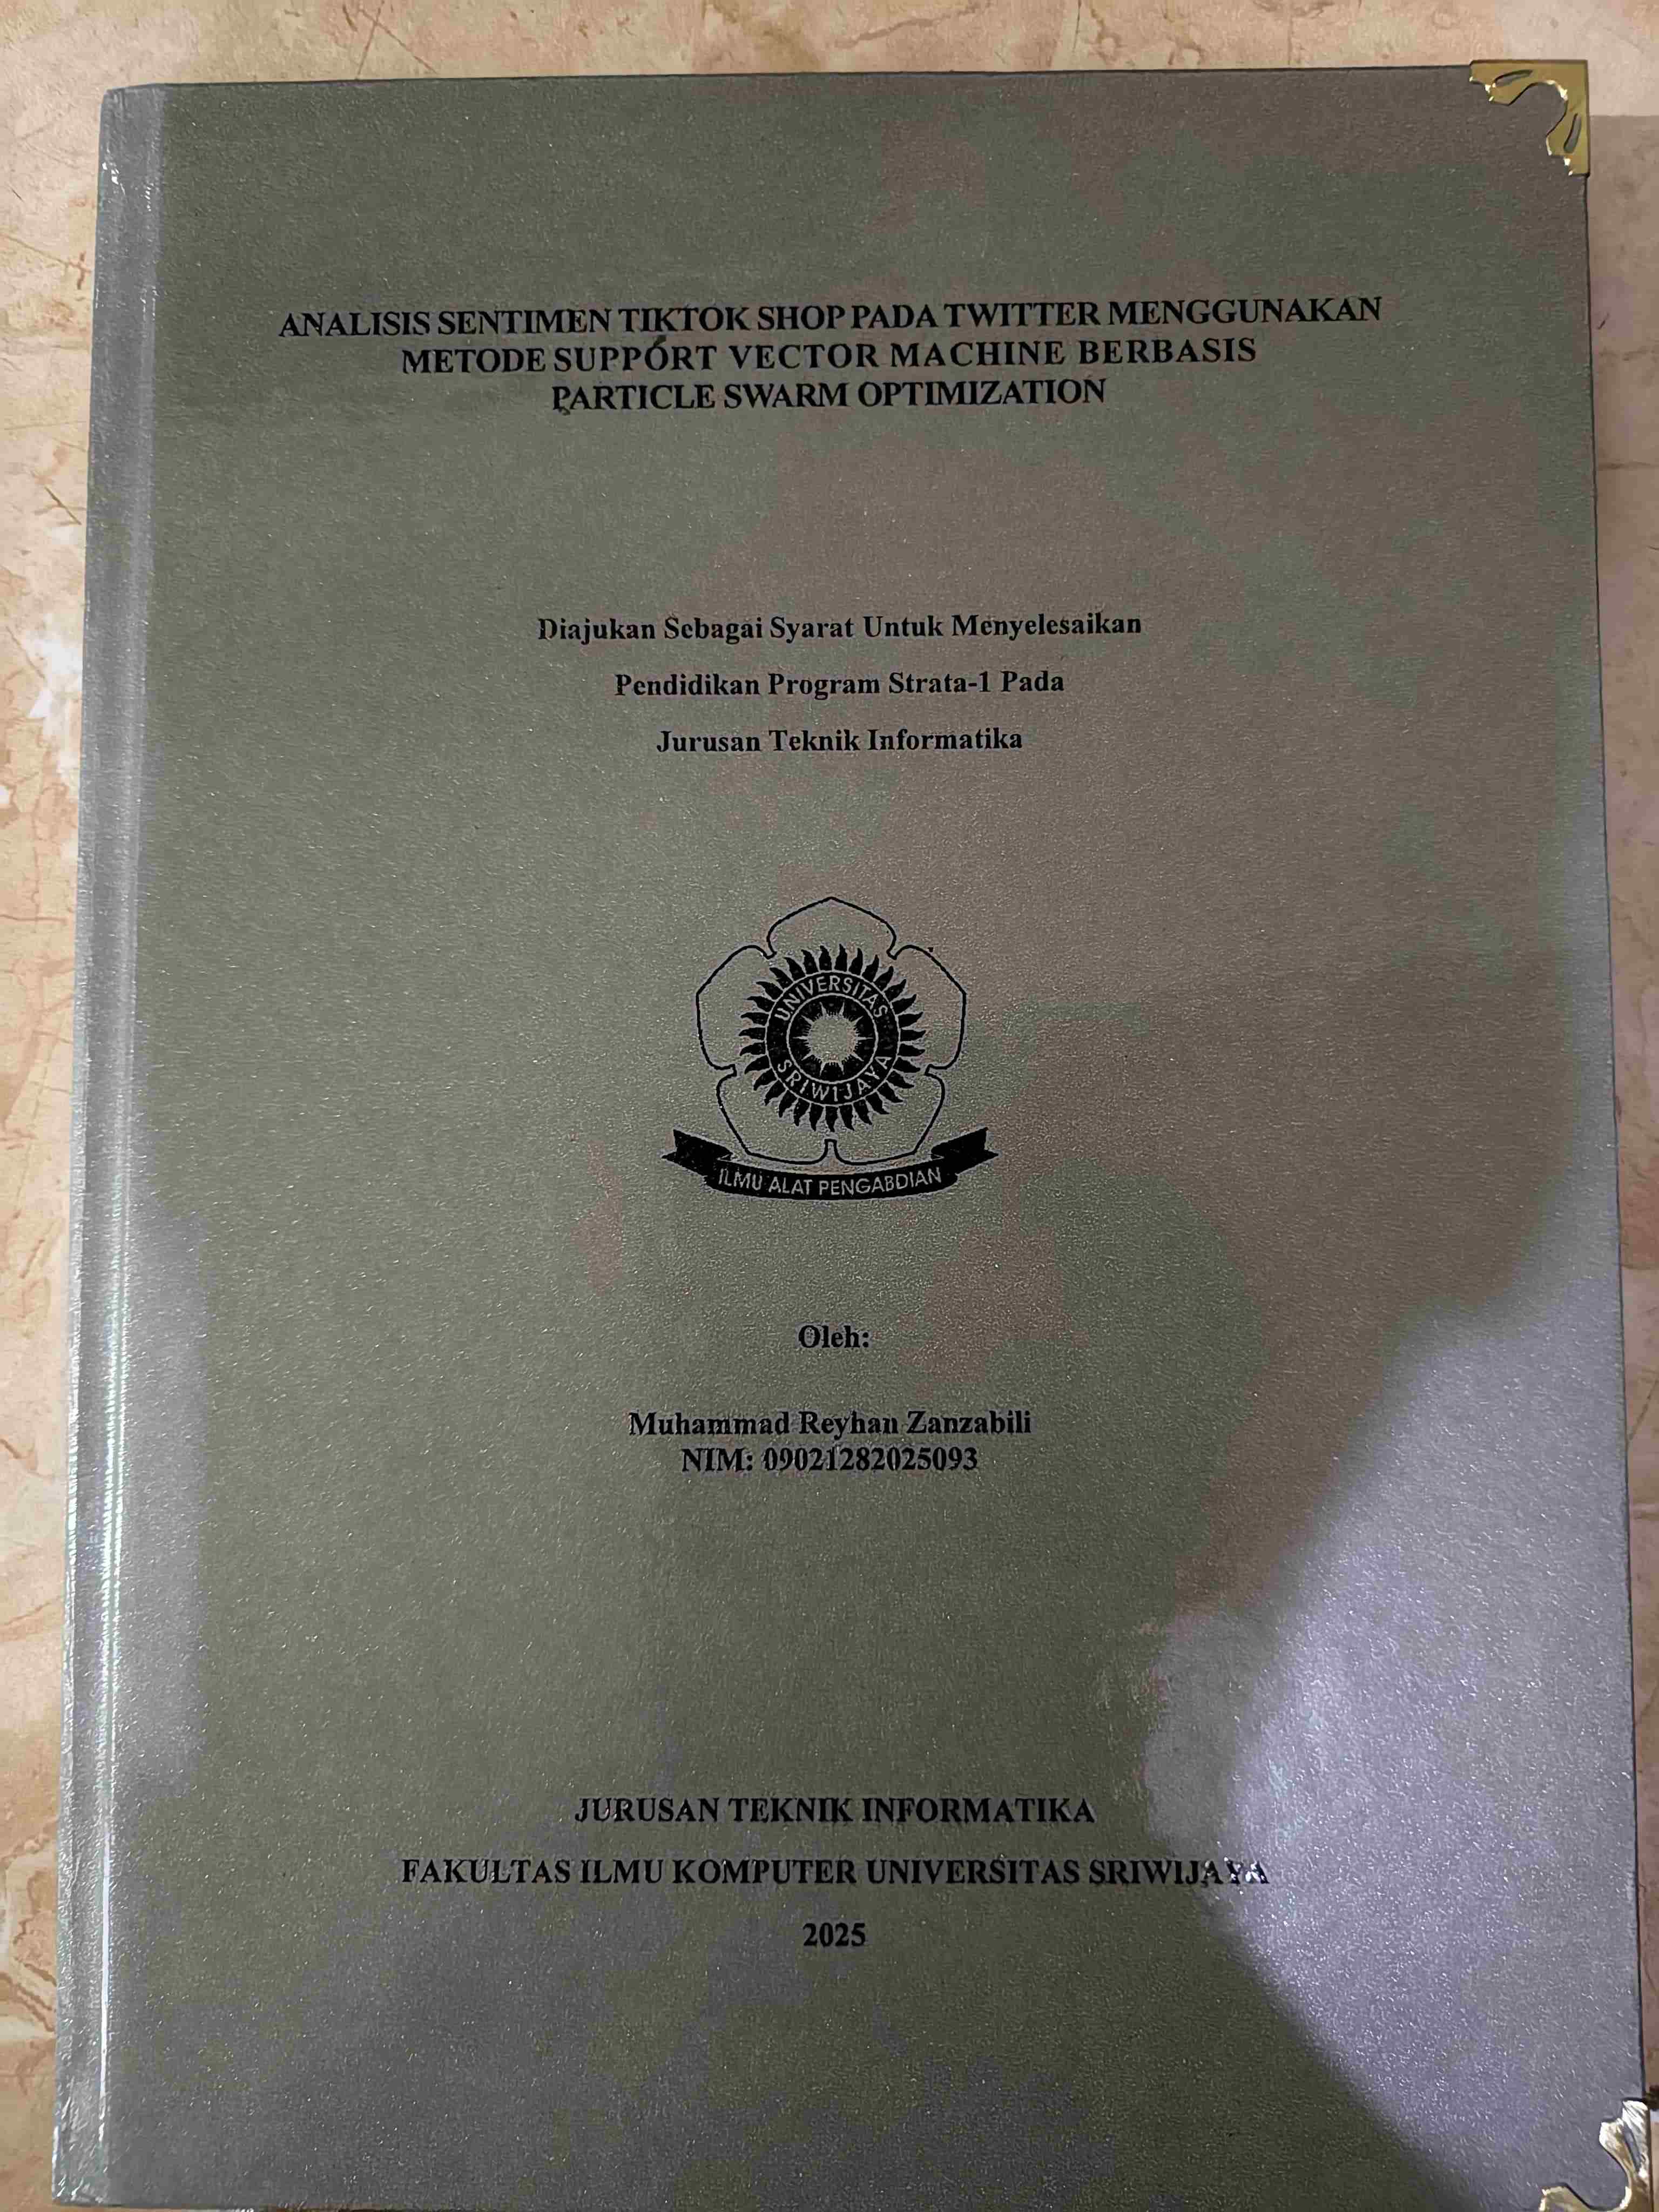 ANALISIS SENTIMEN TIKTOK SHOP PADA TWITTER MENGGUNAKAN
METODE SUPPORT VECTOR MACHINE BERBASIS
PARTICLE SWARM OPTIMIZATION
Diajukan Sebagai Syarat Untuk Menyelesaikan
Pendidikan Program Strata-1 Pada
Jurusan Teknik Informatika
UNIVERSITAS
SRIWIJAYA
ILMU ALAT PENGABDIAN
Oleh:
Muhammad Reyhan Zanzabili
NIM: 09021282025093
JURUSAN TEKNIK INFORMATIKA
FAKULTAS ILMU KOMPUTER UNIVERSITAS SRIWIJAYA
2025